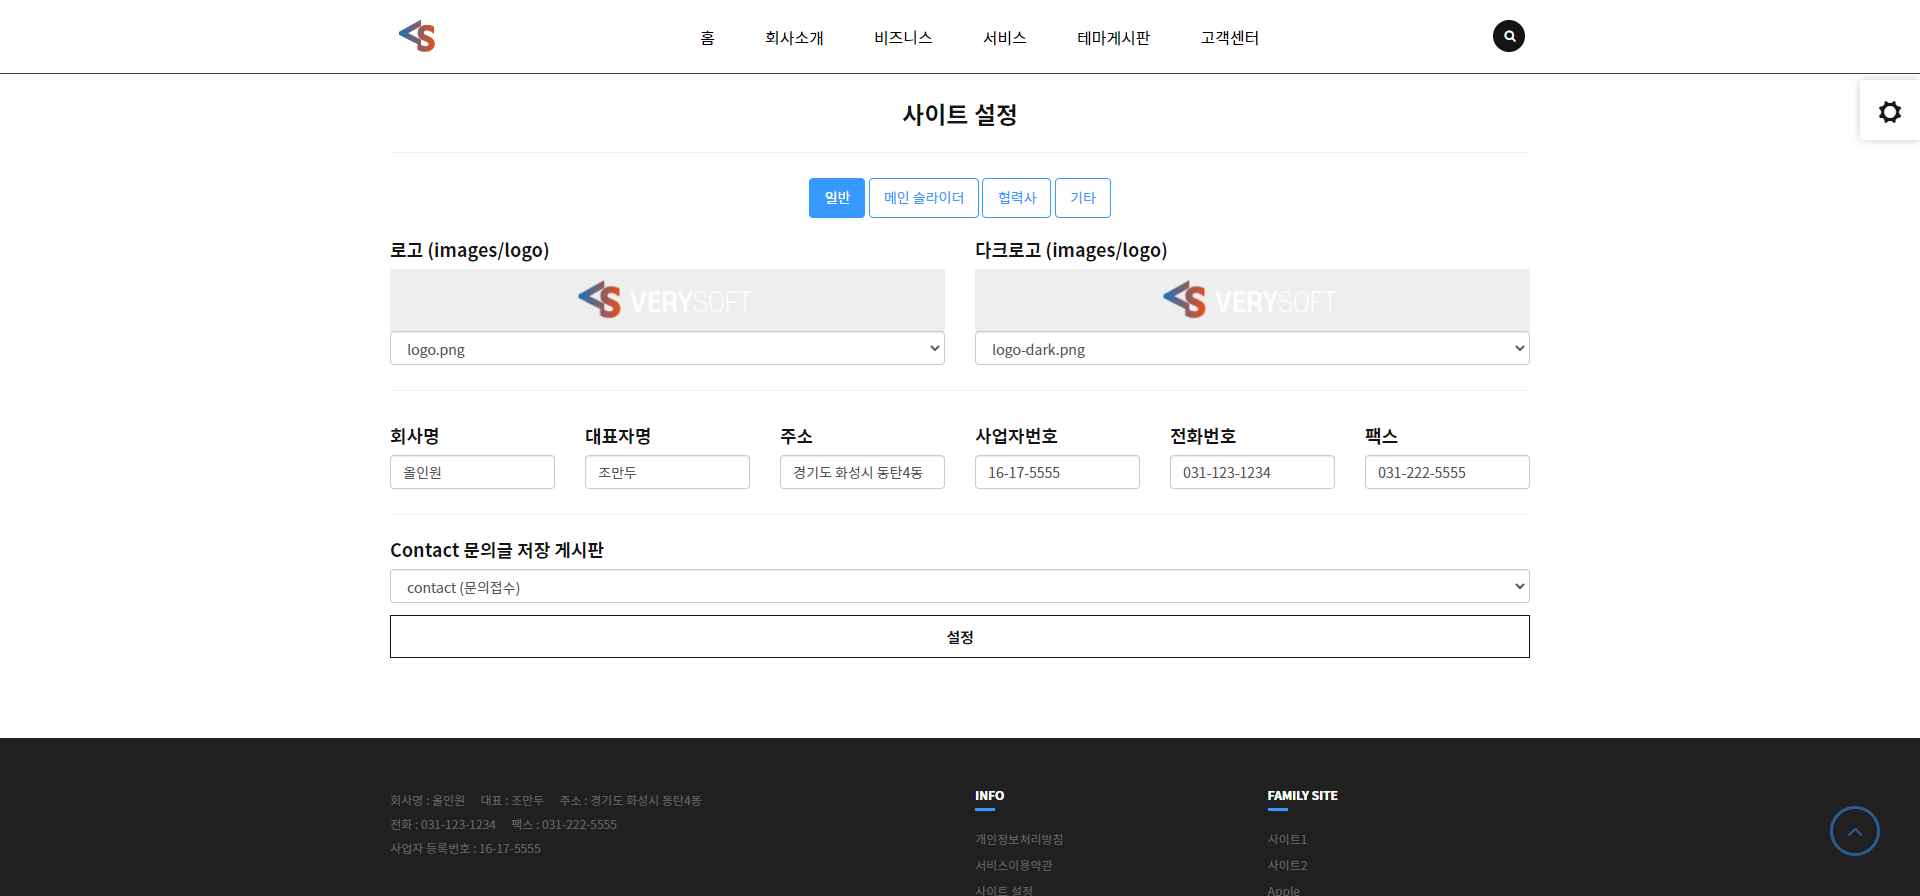 홈 회사소개 비즈니스 서비스 테마게시판 고객센터
사이트 설정
일반 메인 슬라이더 협력사 기타
로고 (images/logo) 다크로고 (images/logo)
VERYSOFT VERYSOFT
logo.png logo-dark.png
회사명 대표자명 주소 사업자번호 전화번호 팩스
올인원 조만두 경기도 화성시 동탄4동 16-17-5555 031-123-1234 031-222-5555
Contact 문의글 저장 게시판
contact (문의접수)
설정
회사명 : 올인원 대표 : 조만두 주소 : 경기도 화성시 동탄4동
전화 : 031-123-1234 팩스 : 031-222-5555
사업자 등록번호 : 16-17-5555
INFO
개인정보처리방침
서비스이용약관
사이트 설정
FAMILY SITE
사이트1
사이트2
Apple